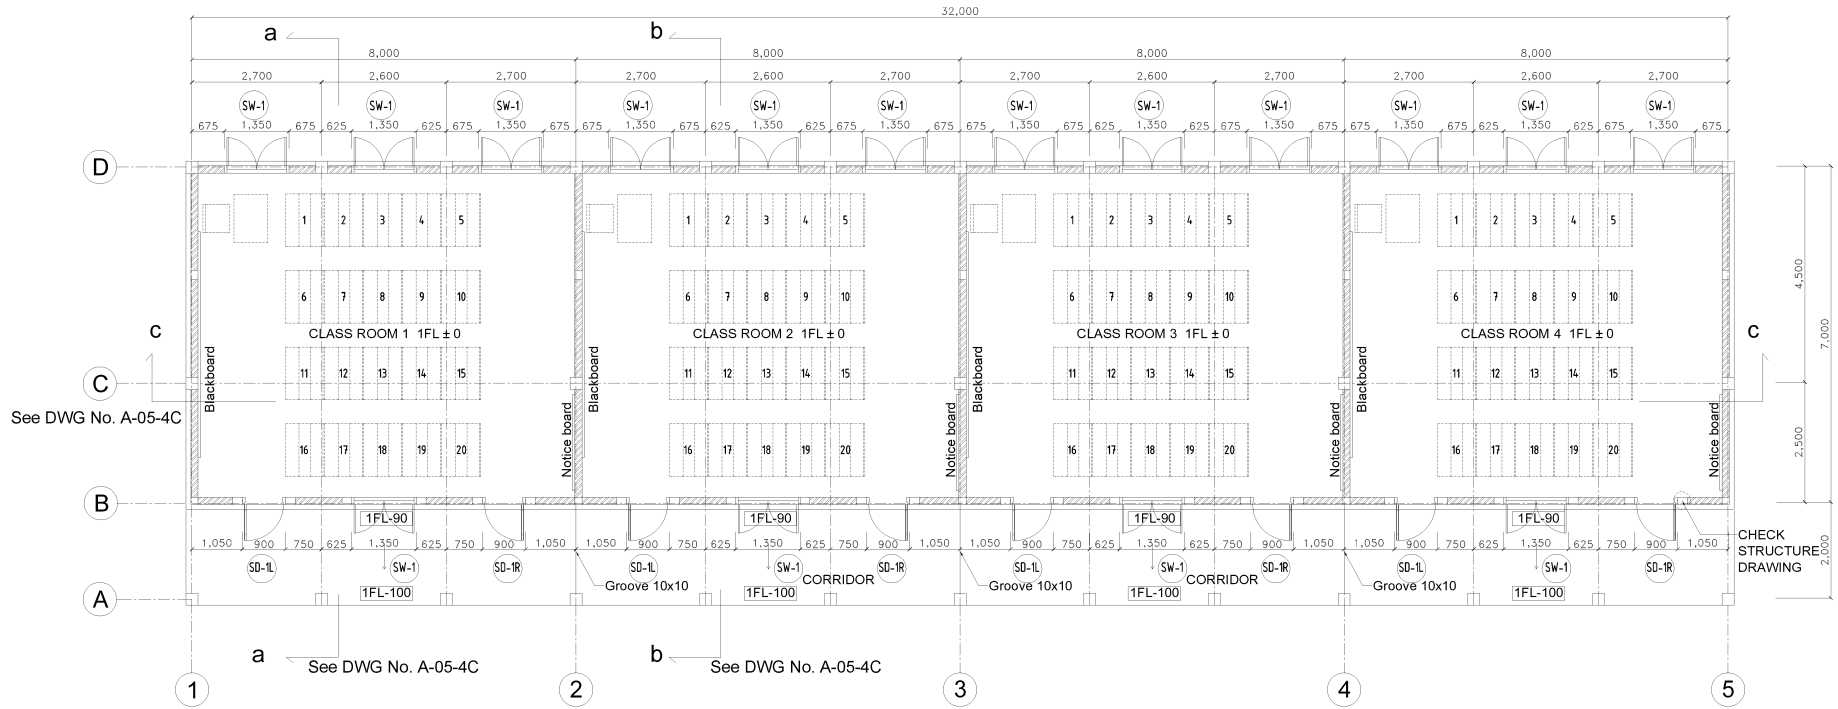 32,000
a b
8,000 8,000 8,000 8,000
2,700 2,600 2,700 2,700 2,600 2,700 2,700 2,600 2,700 2,700 2,600 2,700
SW-1 SW-1 SW-1 SW-1 SW-1 SW-1 SW-1 SW-1 SW-1 SW-1 SW-1 SW-1
675 1,350 675 625 1,350 625 675 1,350 675 675 1,350 675 625 1,350 625 675 1,350 675 675 1,350 675 625 1,350 625 675 1,350 675 675 1,350 675 625 1,350 625 675 1,350 675
D
1 2 3 4 5 1 2 3 4 5 1 2 3 4 5 1 2 3 4 5
4,500
6 7 8 9 10 6 7 8 9 10 6 7 8 9 10 6 7 8 9 10
c CLASS ROOM 1 1FL ± 0 CLASS ROOM 2 1FL ± 0 CLASS ROOM 3 1FL ± 0 CLASS ROOM 4 1FL ± 0 c
7,000
11 12 13 14 15 11 12 13 14 15 11 12 13 14 15 11 12 13 14 15
C
Blackboard Blackboard Blackboard Blackboard
See DWG No. A-05-4C
Notice board Notice board Notice board Notice board
2,500
16 17 18 19 20 16 17 18 19 20 16 17 18 19 20 16 17 18 19 20
B
1FL-90 1FL-90 1FL-90 1FL-90
1,050 900 750 625 1,350 625 750 900 1,050 1,050 900 750 625 1,350 625 750 900 1,050 1,050 900 750 625 1,350 625 750 900 1,050 1,050 900 750 625 1,350 625 750 900 1,050
CHECK
STRUCTURE
DRAWING
2,000
SD-1L SW-1 SD-1R SD-1L SW-1 SD-1R SD-1L SW-1 SD-1R SD-1L SW-1 SD-1R
CORRIDOR CORRIDOR
Groove 10x10 Groove 10x10 Groove 10x10
A
1FL-100 1FL-100 1FL-100 1FL-100
a b
See DWG No. A-05-4C See DWG No. A-05-4C
1 2 3 4 5